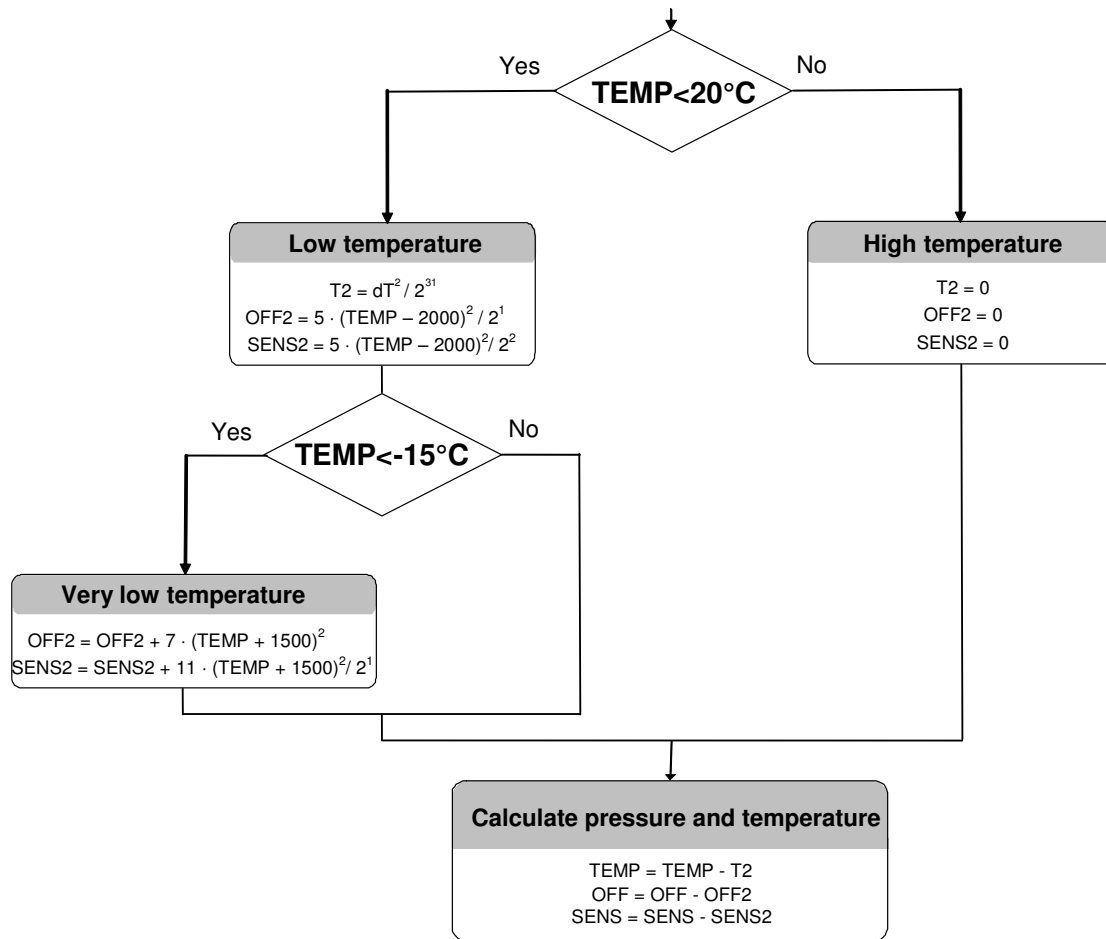 Yes
No
TEMP<20°C
Low temperature
T2 = dT² / 2³¹
OFF2 = 5 · (TEMP – 2000)² / 2¹
SENS2 = 5 · (TEMP – 2000)² / 2²
High temperature
T2 = 0
OFF2 = 0
SENS2 = 0
Yes
No
TEMP<-15°C
Very low temperature
OFF2 = OFF2 + 7 · (TEMP + 1500)²
SENS2 = SENS2 + 11 · (TEMP + 1500)² / 2¹
Calculate pressure and temperature
TEMP = TEMP - T2
OFF = OFF - OFF2
SENS = SENS - SENS2